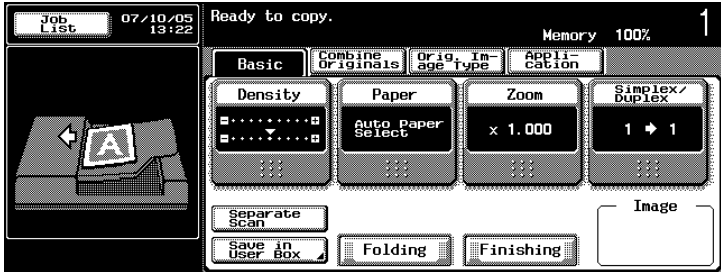 Job
List
07/10/05
13:22
Ready to copy.
Memory 100%
1
Basic
Combine
Originals
Orig. Im-
age Type
Appli-
cation
Density
Paper
Auto Paper
Select
Zoom
× 1.000
Simplex/
Duplex
1 → 1
A
Separate
Scan
Save in
User Box
Folding
Finishing
Image